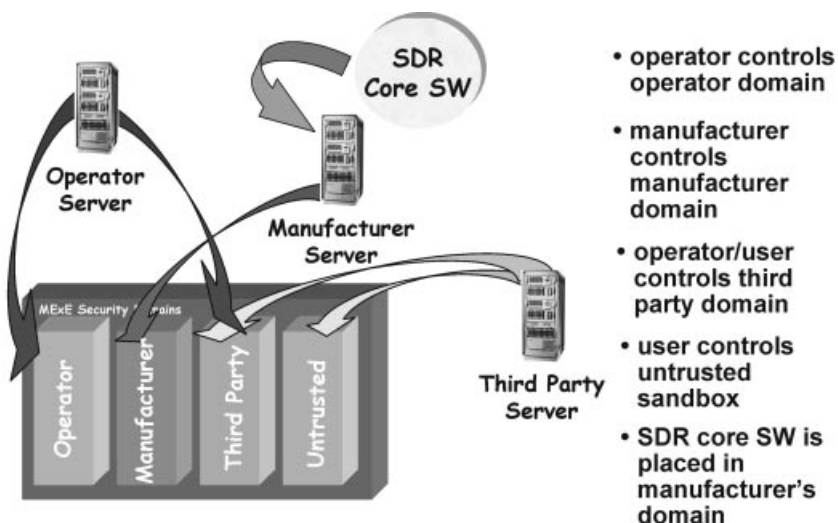 SDR
Core SW
Operator
Server
Manufacturer
Server
MExE Security
Operator
Manufacturer
Third Party
Untrusted
Third Party
Server
• operator controls
operator domain
• manufacturer
controls
manufacturer
domain
• operator/user
controls third
party domain
• user controls
untrusted
sandbox
• SDR core SW is
placed in
manufacturer's
domain